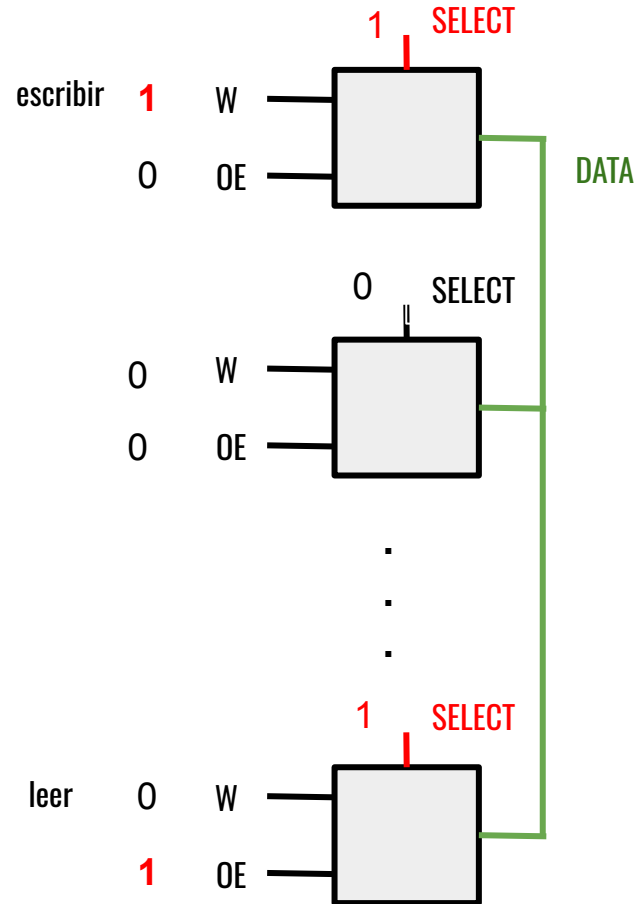 1 SELECT
escribir 1 W
0 OE
DATA
0 SELECT
0 W
0 OE
.
.
.
1 SELECT
leer 0 W
1 OE